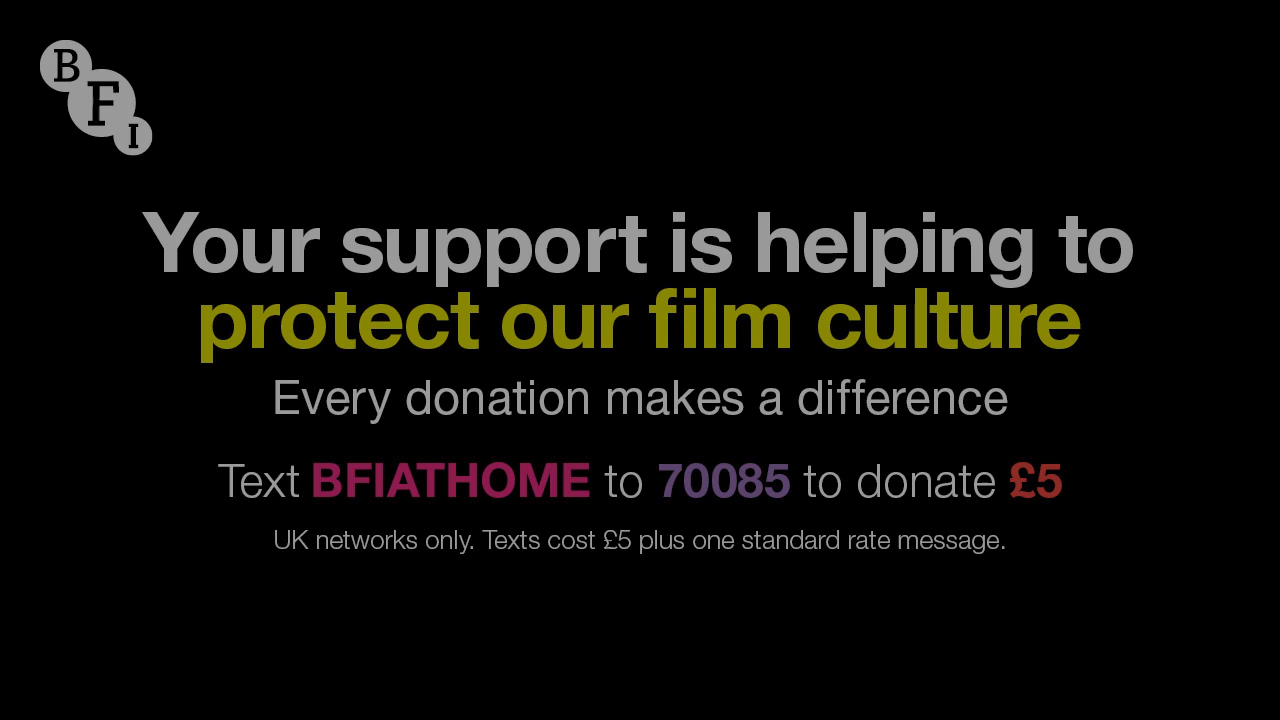 BFI
Your support is helping to
protect our film culture
Every donation makes a difference
Text BFIATHOME to 70085 to donate £5
UK networks only. Texts cost £5 plus one standard rate message.